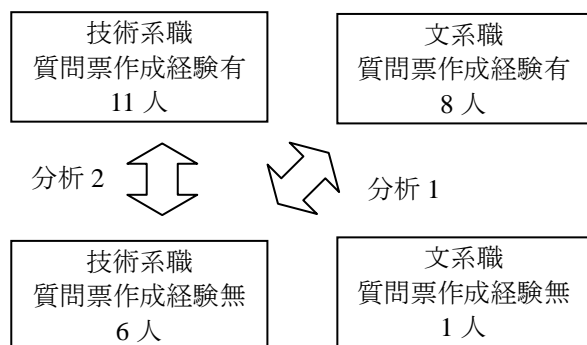 技術系職
質問票作成経験有
11 人
文系職
質問票作成経験有
8 人
分析 2
分析 1
技術系職
質問票作成経験無
6 人
文系職
質問票作成経験無
1 人